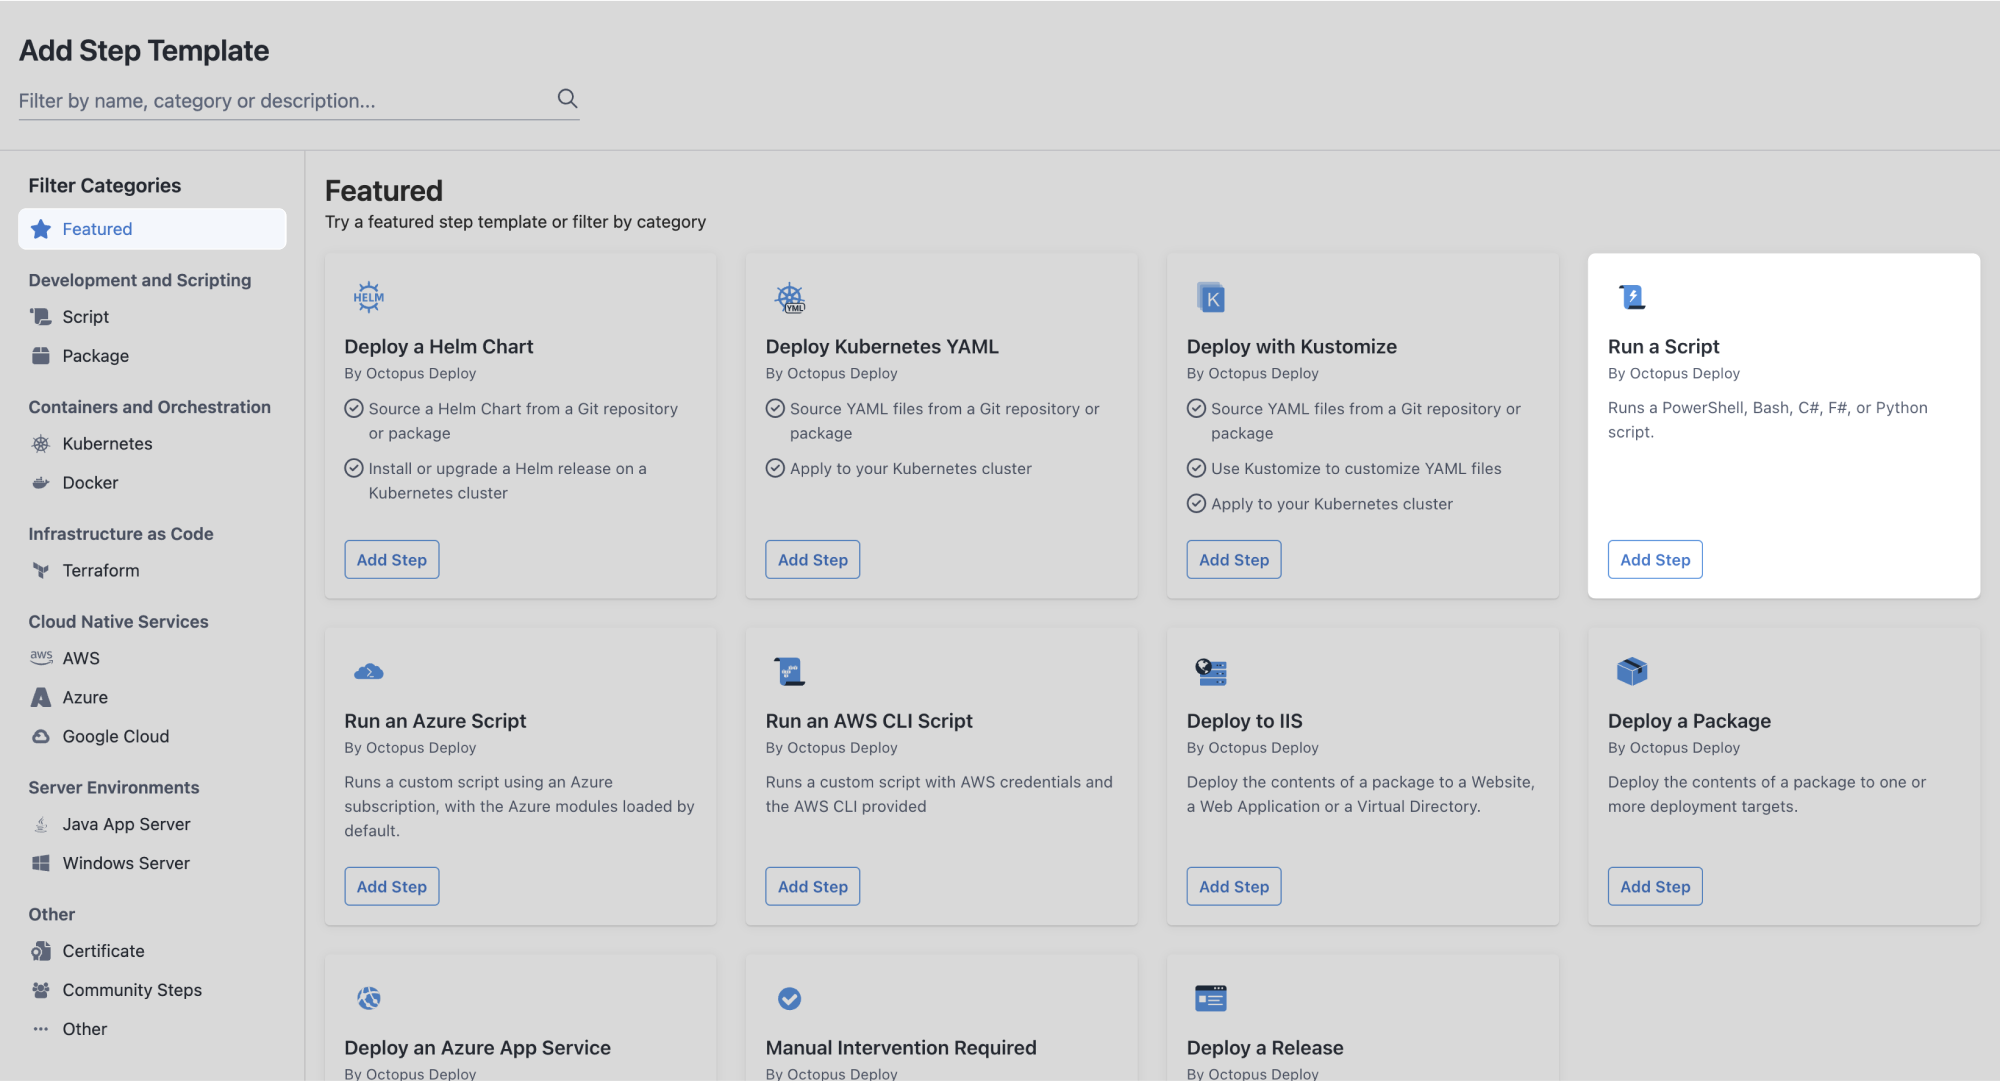 Add Step Template
Filter by name, category or description...
Filter Categories
Featured
Development and Scripting
Script
Package
Containers and Orchestration
Kubernetes
Docker
Infrastructure as Code
Terraform
Cloud Native Services
aws AWS
Azure
Google Cloud
Server Environments
Java App Server
Windows Server
Other
Certificate
Community Steps
Other
Featured
Try a featured step template or filter by category
HELM
Deploy a Helm Chart
By Octopus Deploy
Source a Helm Chart from a Git repository
or package
Install or upgrade a Helm release on a
Kubernetes cluster
Add Step
YML
Deploy Kubernetes YAML
By Octopus Deploy
Source YAML files from a Git repository or
package
Apply to your Kubernetes cluster
Add Step
K
Deploy with Kustomize
By Octopus Deploy
Source YAML files from a Git repository or
package
Use Kustomize to customize YAML files
Apply to your Kubernetes cluster
Add Step
Run a Script
By Octopus Deploy
Runs a PowerShell, Bash, C#, F#, or Python
script.
Add Step
Run an Azure Script
By Octopus Deploy
Runs a custom script using an Azure
subscription, with the Azure modules loaded by
default.
Add Step
Run an AWS CLI Script
By Octopus Deploy
Runs a custom script with AWS credentials and
the AWS CLI provided
Add Step
Deploy to IIS
By Octopus Deploy
Deploy the contents of a package to a Website,
a Web Application or a Virtual Directory.
Add Step
Deploy a Package
By Octopus Deploy
Deploy the contents of a package to one or
more deployment targets.
Add Step
Deploy an Azure App Service
By Octopus Deploy
Manual Intervention Required
By Octopus Deploy
Deploy a Release
By Octopus Deploy